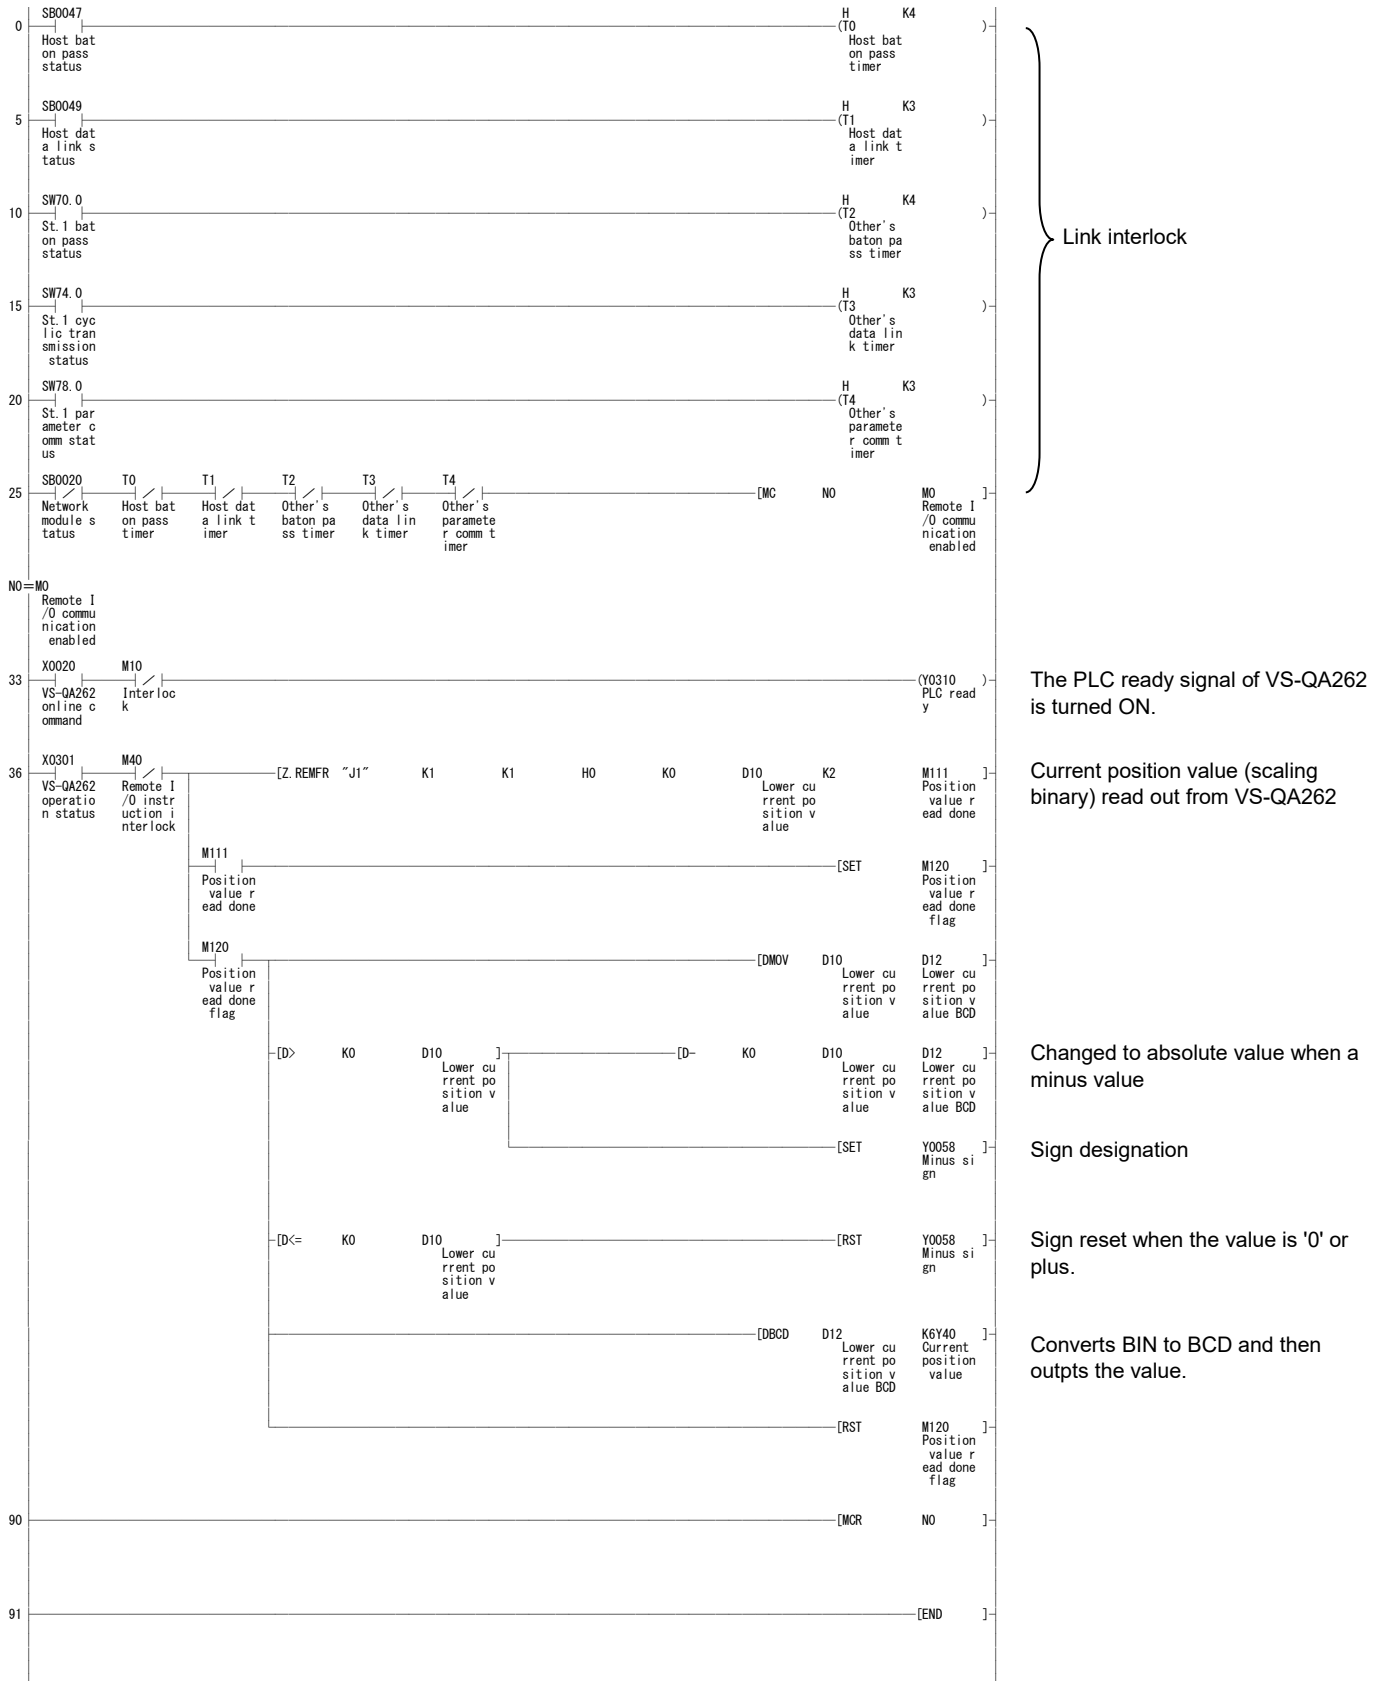 SB0047 H K4
0 (T0 )
Host bat Host bat
on pass on pass
status timer
SB0049 H K3
5 (T1 )
Host dat Host dat
a link s a link t
tatus imer
SW70.0 H K4
10 (T2 )
St.1 bat Other's
on pass baton pa
status ss timer
Link interlock
SW74.0 H K3
15 (T3 )
St.1 cyc Other's
lic tran data lin
smission k timer
status
SW78.0 H K3
20 (T4 )
St.1 par Other's
ameter c paramete
omm stat r comm t
us imer
SB0020 T0 T1 T2 T3 T4
25 [MC N0 M0 ]
Network Host bat Host dat Other's Other's Other's Remote I
module s on pass a link t baton pa data lin paramete /O commu
tatus timer imer ss timer k timer r comm t nication
imer enabled
N0=M0
Remote I
/O commu
nication
enabled
X0020 M10
33 (Y0310 ) The PLC ready signal of VS-QA262
VS-QA262 Interloc PLC read is turned ON.
online c k y
ommand
X0301 M40
36 [Z.REMFR "J1" K1 K1 H0 K0 D10 K2 M111 ] Current position value (scaling
VS-QA262 Remote I Lower cu Position binary) read out from VS-QA262
operatio /O instr rrent po value r
n status uction i sition v ead done
nterlock alue
M111
[SET M120 ]
Position Position
value r value r
ead done ead done
flag
M120
[DMOV D10 D12 ]
Position Lower cu Lower cu
value r rrent po rrent po
ead done sition v sition v
flag alue alue BCD
[D> K0 D10 ] [D- K0 D10 D12 ] Changed to absolute value when a
Lower cu Lower cu Lower cu minus value
rrent po rrent po rrent po
sition v sition v sition v
alue alue alue BCD
[SET Y0058 ] Sign designation
Minus si
gn
[D<= K0 D10 ] [RST Y0058 ] Sign reset when the value is '0' or
Lower cu Minus si plus.
rrent po gn
sition v
alue
[DBCD D12 K6Y40 ] Converts BIN to BCD and then
Lower cu Current outpts the value.
rrent po position
sition v value
alue BCD
[RST M120 ]
Position
value r
ead done
flag
90 [MCR N0 ]
91 [END ]